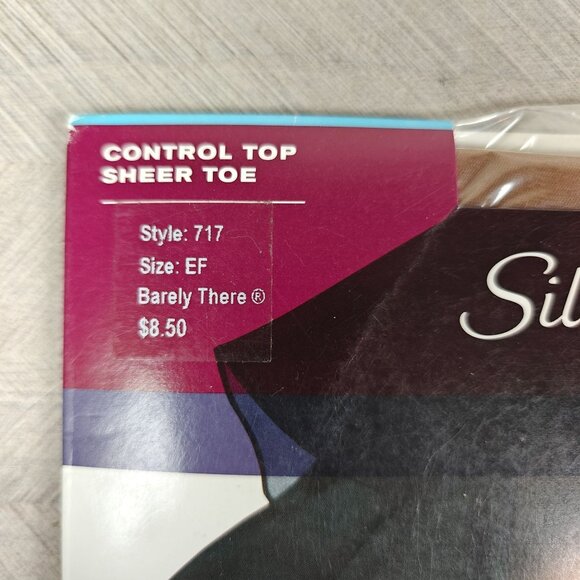 CONTROL TOP
SHEER TOE
Style: 717
Size: EF
Barely There ®
$8.50
Sil